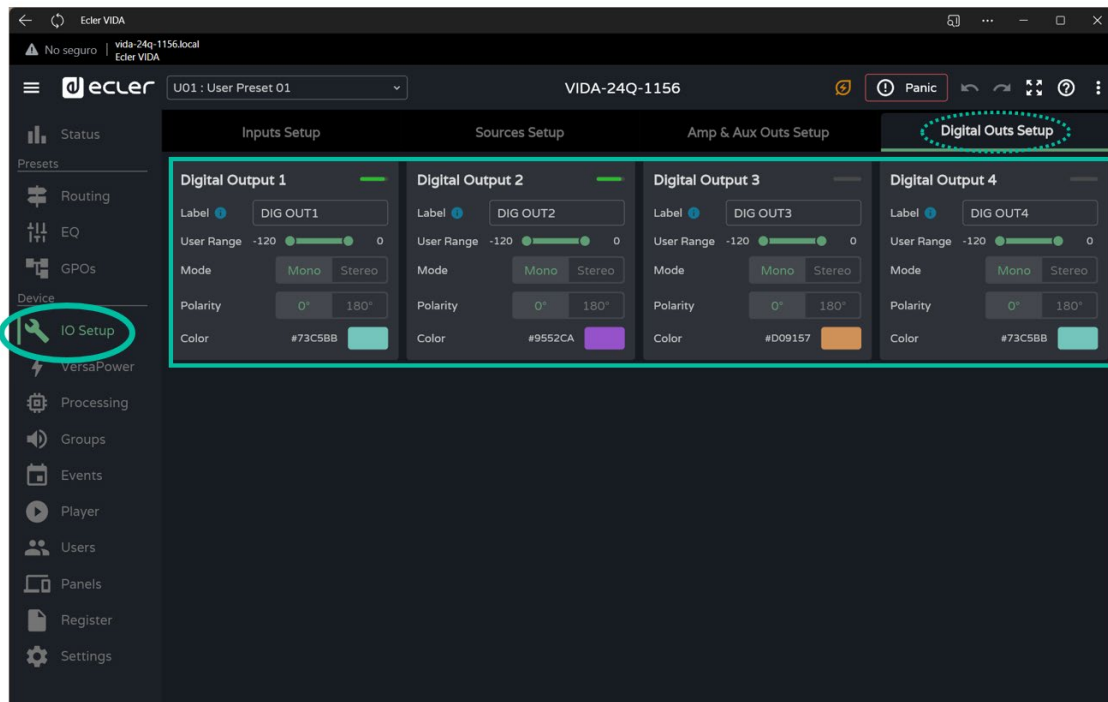 Ecler VIDA
No seguro
vida-24q-1156.local
Ecler VIDA
ecler
U01 : User Preset 01
VIDA-24Q-1156
Panic
Status
Presets
Routing
EQ
GPOs
Device
IO Setup
VersaPower
Processing
Groups
Events
Player
Users
Panels
Register
Settings
Inputs Setup
Sources Setup
Amp & Aux Outs Setup
Digital Outs Setup
Digital Output 1
Label DIG OUT1
User Range -120 0
Mode Mono Stereo
Polarity 0° 180°
Color #73C5BB
Digital Output 2
Label DIG OUT2
User Range -120 0
Mode Mono Stereo
Polarity 0° 180°
Color #9552CA
Digital Output 3
Label DIG OUT3
User Range -120 0
Mode Mono Stereo
Polarity 0° 180°
Color #D09157
Digital Output 4
Label DIG OUT4
User Range -120 0
Mode Mono Stereo
Polarity 0° 180°
Color #73C5BB